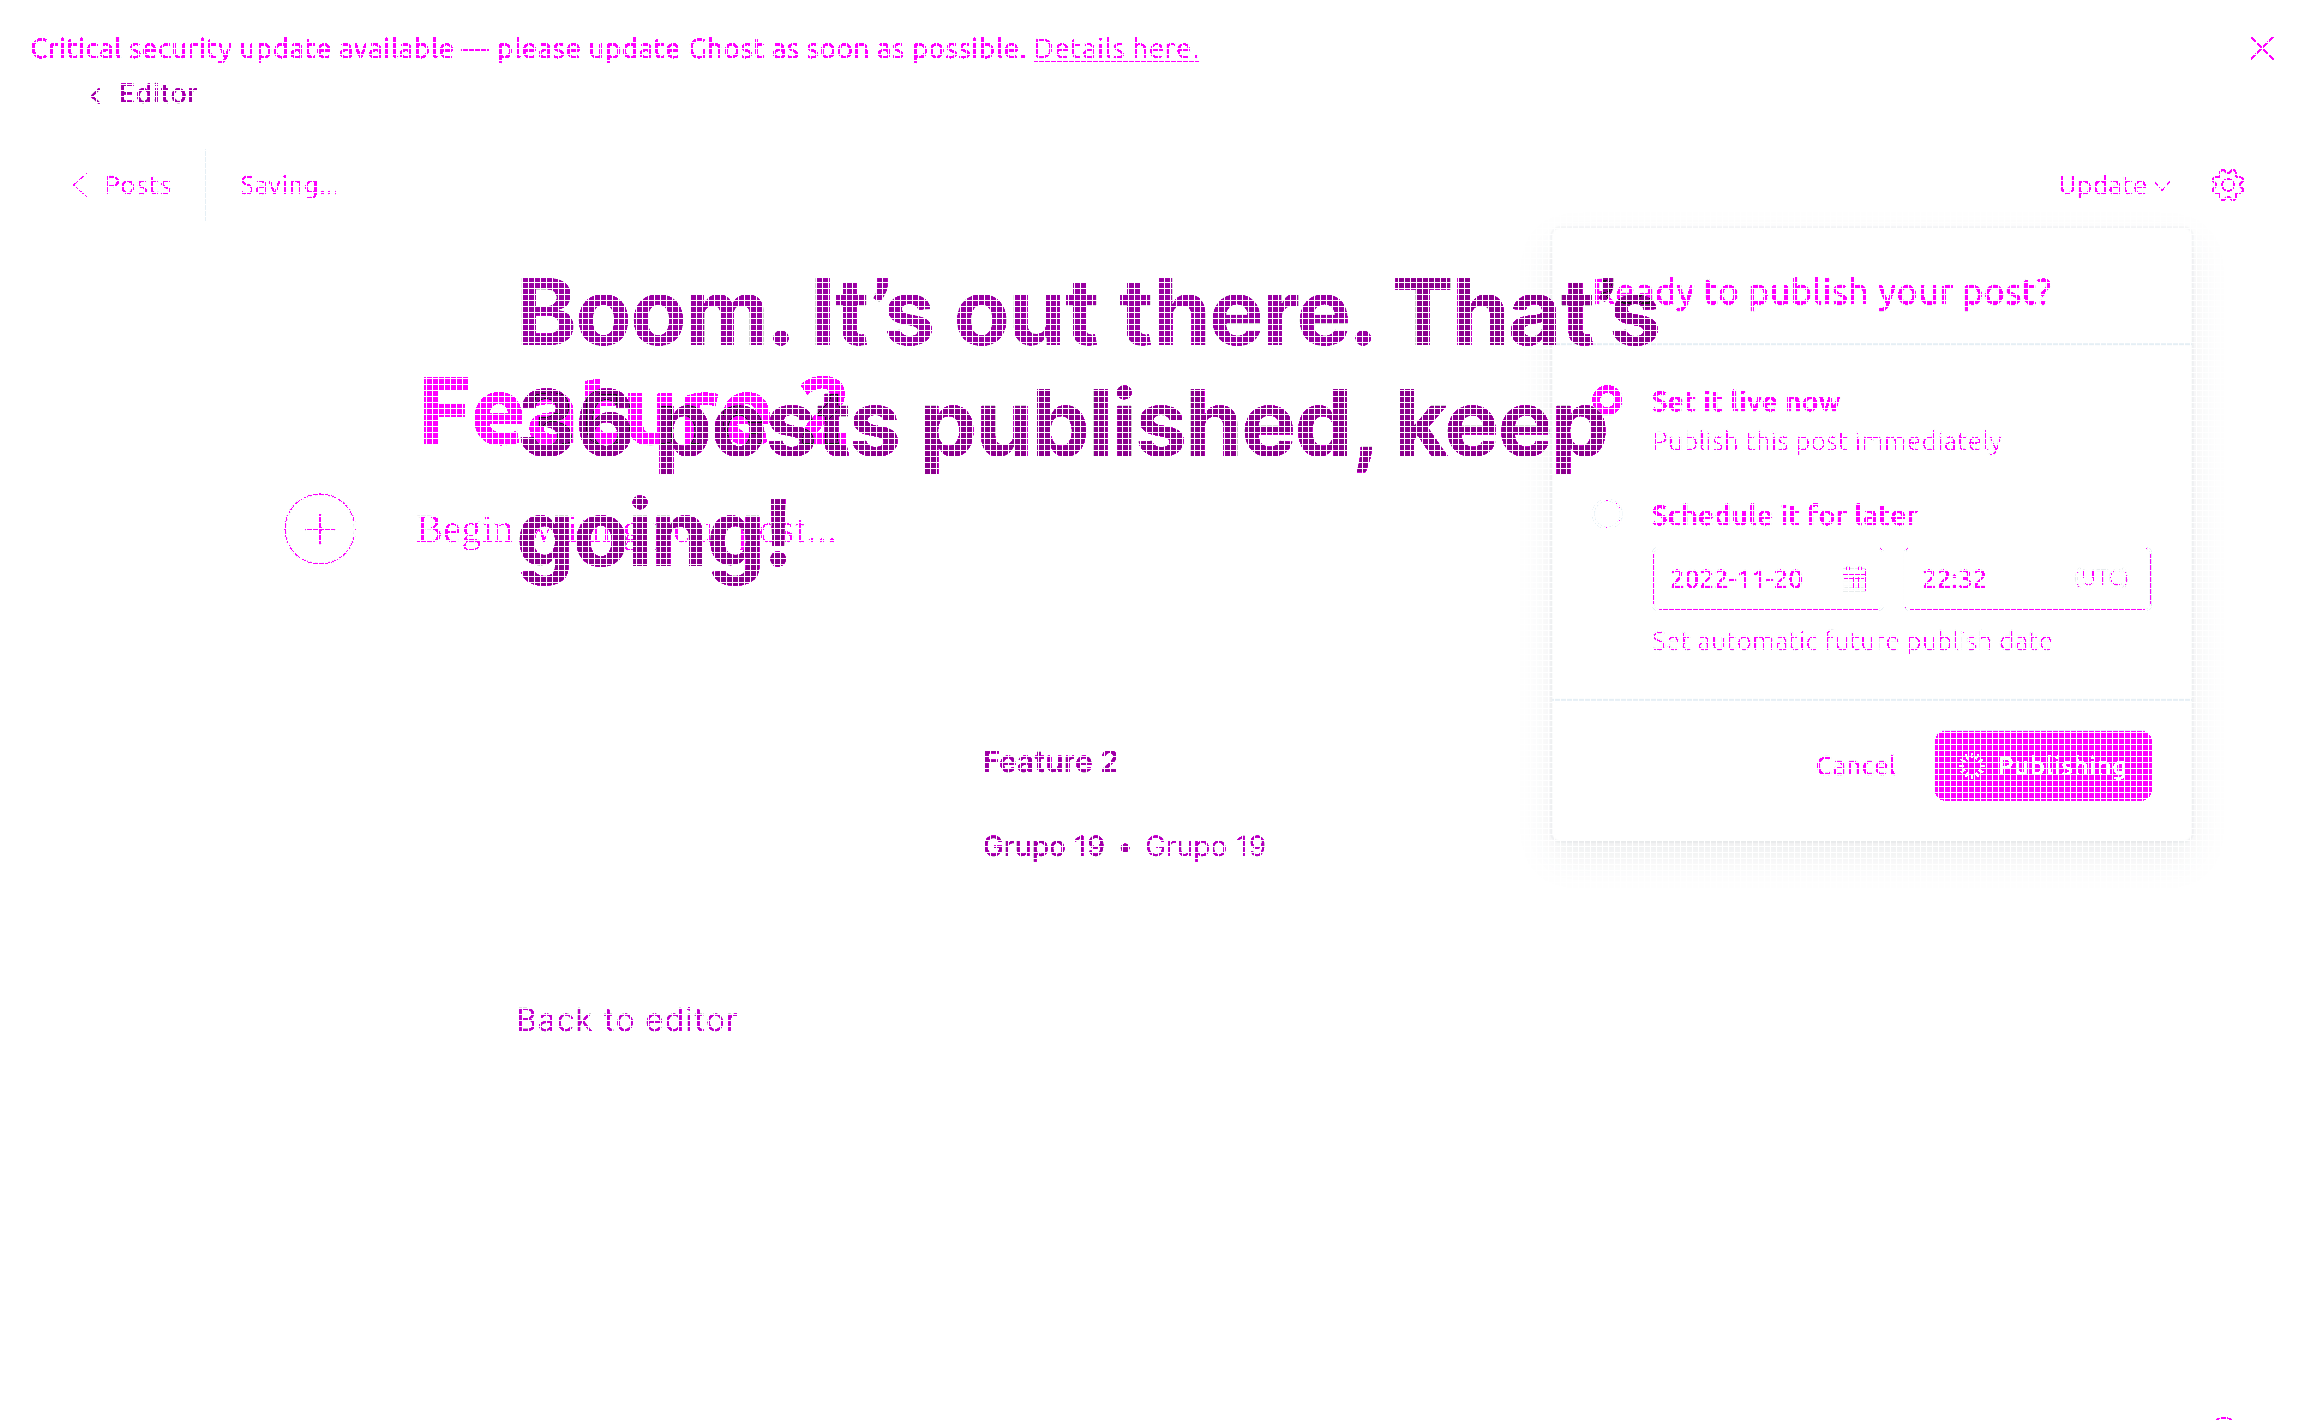 Critical security update available — please update Ghost as soon as possible. Details here.
Editor
Posts
Saving...
Update
Boom. It's out there. That's
36 posts published, keep
going!
Feature 2
Begin writing your post...
Ready to publish your post?
Set it live now
Publish this post immediately
Schedule it for later
2022-11-20
22:32
(UTC)
Set automatic future publish date
Cancel
Publishing
Feature 2
Grupo 19 • Grupo 19
Back to editor